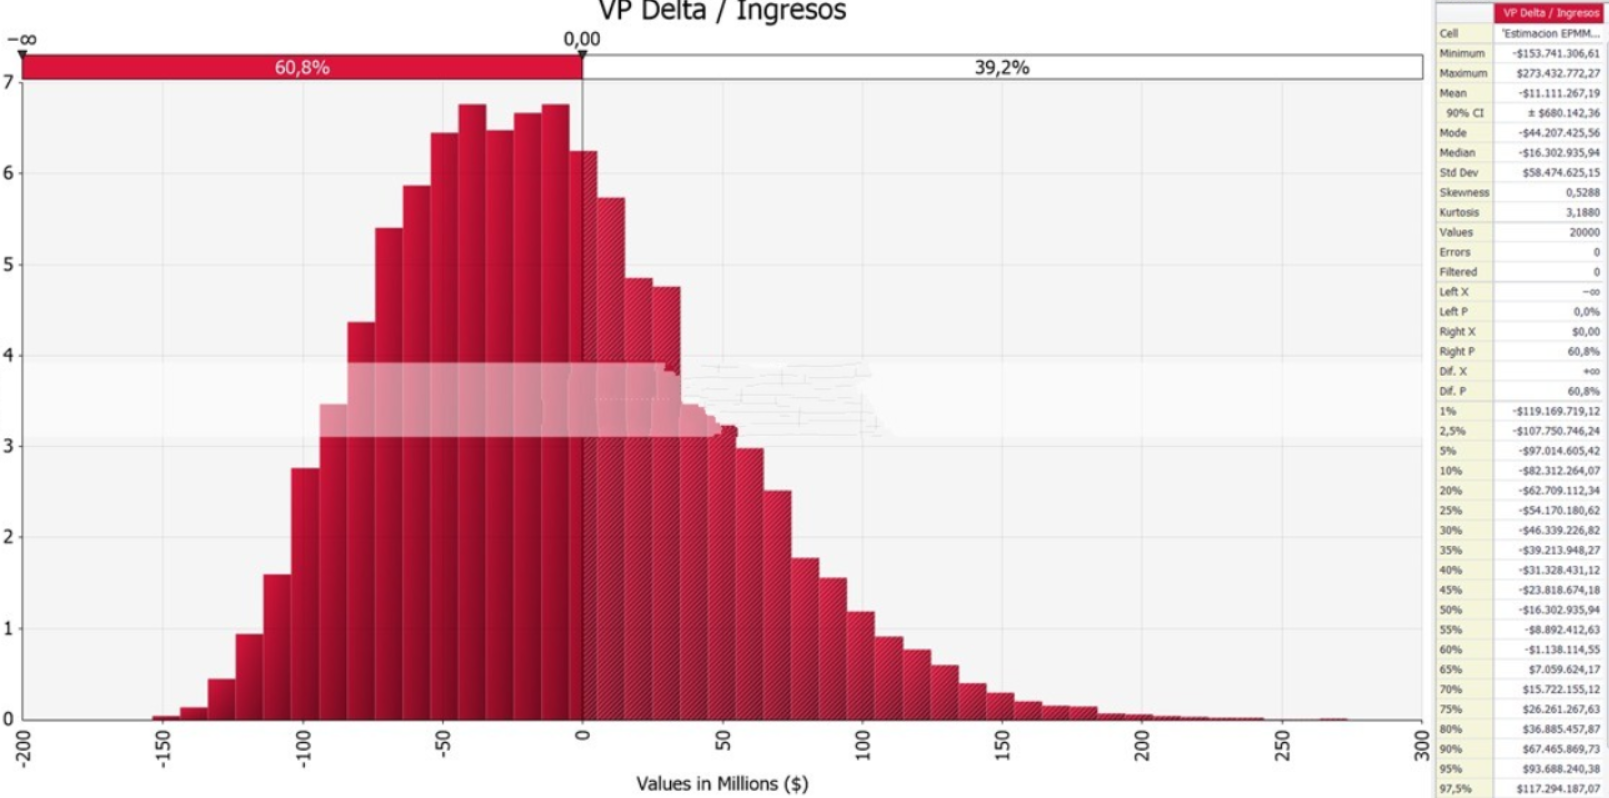 VP Delta / Ingresos
−∞
0,00
60,8%
39,2%
7
6
5
4
3
2
1
0
-200
-150
-100
-50
0
50
100
150
200
250
300
Values in Millions ($)
VP Delta / Ingresos
Cell 'Estimacion EPMM...
Minimum -$153.741.306,61
Maximum $273.432.772,27
Mean -$11.111.267,19
90% CI ± $680.142,36
Mode -$44.207.425,56
Median -$16.302.935,94
Std Dev $58.474.625,15
Skewness 0,5288
Kurtosis 3,1880
Values 20000
Errors 0
Filtered 0
Left X −∞
Left P 0,0%
Right X $0,00
Right P 60,8%
Dif. X +∞
Dif. P 60,8%
1% -$119.169.719,12
2,5% -$107.750.746,24
5% -$97.014.605,42
10% -$82.312.264,07
20% -$62.709.112,34
25% -$54.170.180,62
30% -$46.339.226,82
35% -$39.213.948,27
40% -$31.328.431,12
45% -$23.818.674,18
50% -$16.302.935,94
55% -$8.892.412,63
60% -$1.138.114,55
65% $7.059.624,17
70% $15.722.155,12
75% $26.261.267,63
80% $36.885.457,87
90% $67.465.869,73
95% $93.688.240,38
97,5% $117.294.187,07